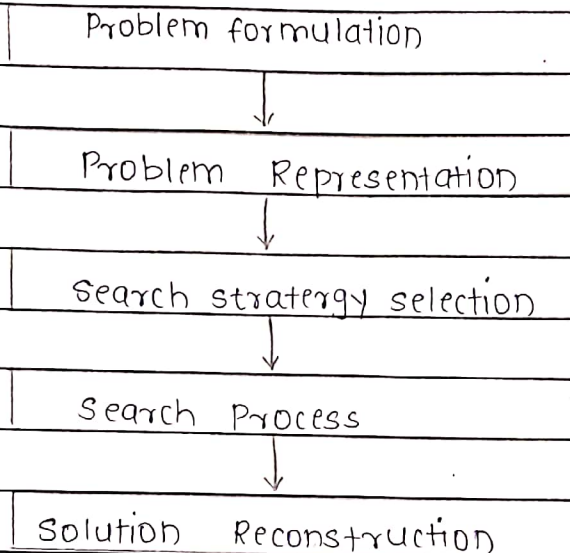 Problem formulation
Problem Representation
Search stratergy selection
Search Process
Solution Reconstruction